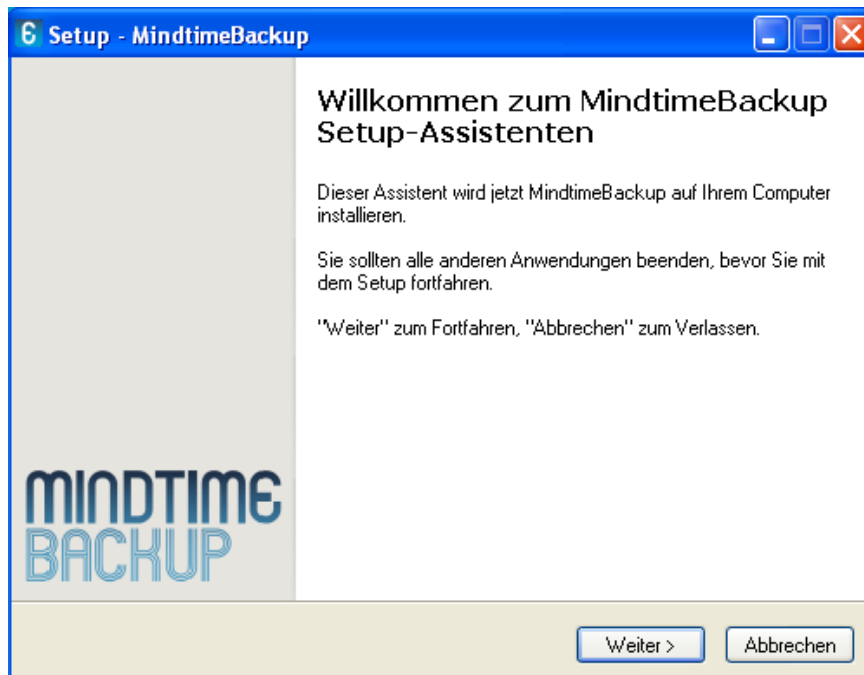 Setup - MindtimeBackup
Willkommen zum MindtimeBackup
Setup-Assistenten
Dieser Assistent wird jetzt MindtimeBackup auf Ihrem Computer
installieren.
Sie sollten alle anderen Anwendungen beenden, bevor Sie mit
dem Setup fortfahren.
"Weiter" zum Fortfahren, "Abbrechen" zum Verlassen.
MINDTIME
BACKUP
Weiter >
Abbrechen